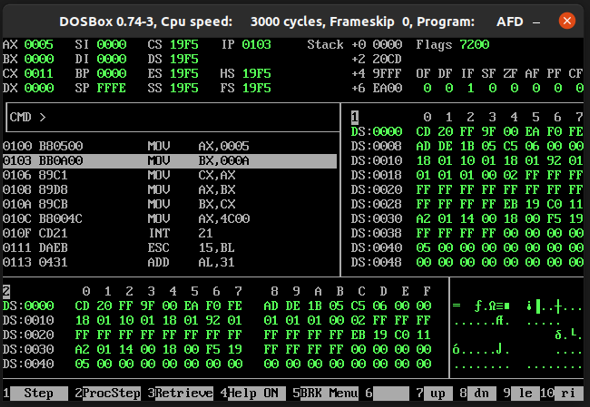 DOSBox 0.74-3, Cpu speed: 3000 cycles, Frameskip 0, Program: AFD
AX 0005 SI 0000 CS 19F5 IP 0103 Stack +0 0000 Flags 7200
BX 0000 DI 0000 DS 19F5 +2 20CD
CX 0011 BP 0000 ES 19F5 HS 19F5 +4 9FFF OF DF IF SF ZF AF PF CF
DX 0000 SP FFFE SS 19F5 FS 19F5 +6 EA00 0 0 1 0 0 0 0 0
CMD >
1 0 1 2 3 4 5 6 7
DS:0000 CD 20 FF 9F 00 EA F0 FE
DS:0008 AD DE 1B 05 C5 06 00 00
0100 B80500 MOV AX,0005 DS:0010 18 01 10 01 18 01 92 01
0103 BB0A00 MOV BX,000A DS:0018 01 01 01 00 02 FF FF FF
0106 89C1 MOV CX,AX DS:0020 FF FF FF FF FF FF FF FF
0108 89D8 MOV AX,BX DS:0028 FF FF FF FF EB 19 C0 11
010A 89CB MOV BX,CX DS:0030 A2 01 14 00 18 00 F5 19
010C B8004C MOV AX,4C00 DS:0038 FF FF FF FF 00 00 00 00
010F CD21 INT 21 DS:0040 05 00 00 00 00 00 00 00
0111 DAEB ESC 15,BL DS:0048 00 00 00 00 00 00 00 00
0113 0431 ADD AL,31
2 0 1 2 3 4 5 6 7 8 9 A B C D E F
DS:0000 CD 20 FF 9F 00 EA F0 FE AD DE 1B 05 C5 06 00 00
DS:0010 18 01 10 01 18 01 92 01 01 01 01 00 02 FF FF FF
DS:0020 FF FF FF FF FF FF FF FF FF FF FF FF EB 19 C0 11
DS:0030 A2 01 14 00 18 00 F5 19 FF FF FF FF 00 00 00 00
DS:0040 05 00 00 00 00 00 00 00 00 00 00 00 00 00 00 00
1 Step 2 ProcStep 3 Retrieve 4 Help ON 5 BRK Menu 6 7 up 8 dn 9 le 10 ri